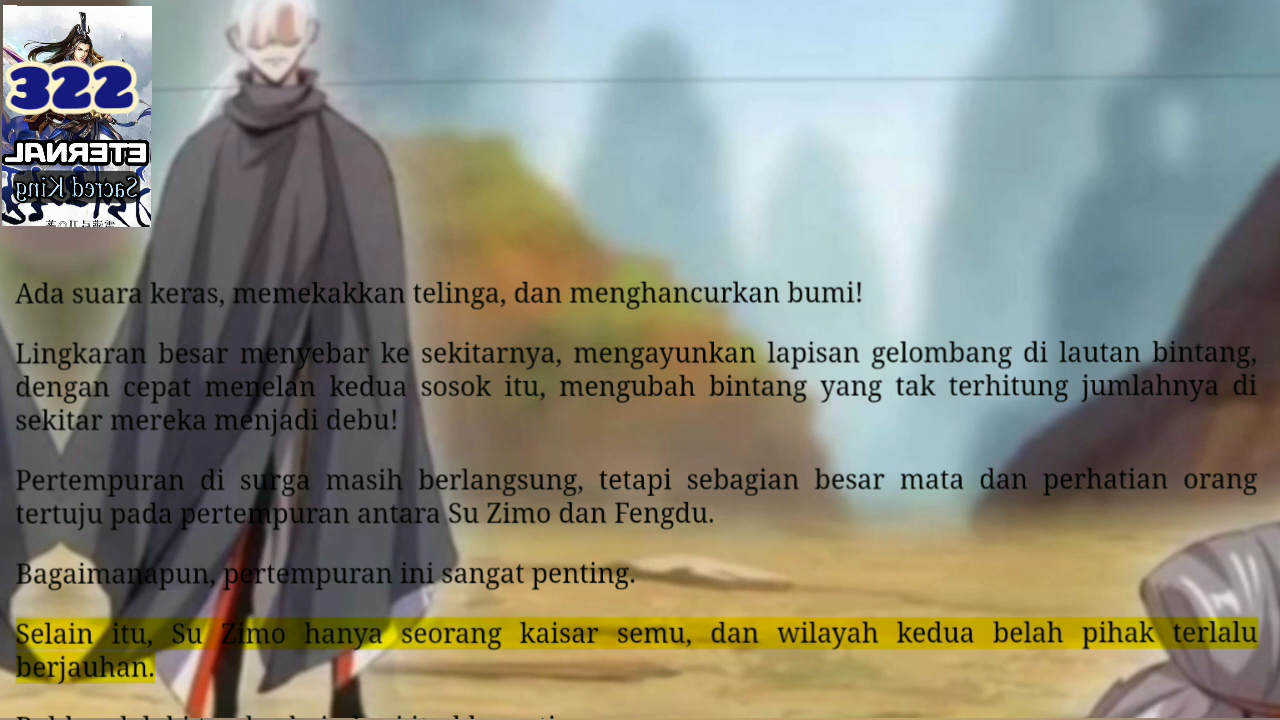 322
ETERNAL
Sacred King
Ada suara keras, memekakkan telinga, dan menghancurkan bumi!
Lingkaran besar menyebar ke sekitarnya, mengayunkan lapisan gelombang di lautan bintang,
dengan cepat menelan kedua sosok itu, mengubah bintang yang tak terhitung jumlahnya di
sekitar mereka menjadi debu!
Pertempuran di surga masih berlangsung, tetapi sebagian besar mata dan perhatian orang
tertuju pada pertempuran antara Su Zimo dan Fengdu.
Bagaimanapun, pertempuran ini sangat penting.
Selain itu, Su Zimo hanya seorang kaisar semu, dan wilayah kedua belah pihak terlalu
berjauhan.